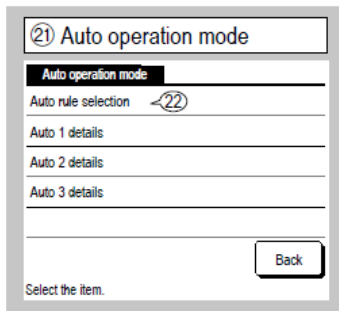 ㉑ Auto operation mode
Auto operation mode
Auto rule selection ㉒
Auto 1 details
Auto 2 details
Auto 3 details
Back
Select the item.